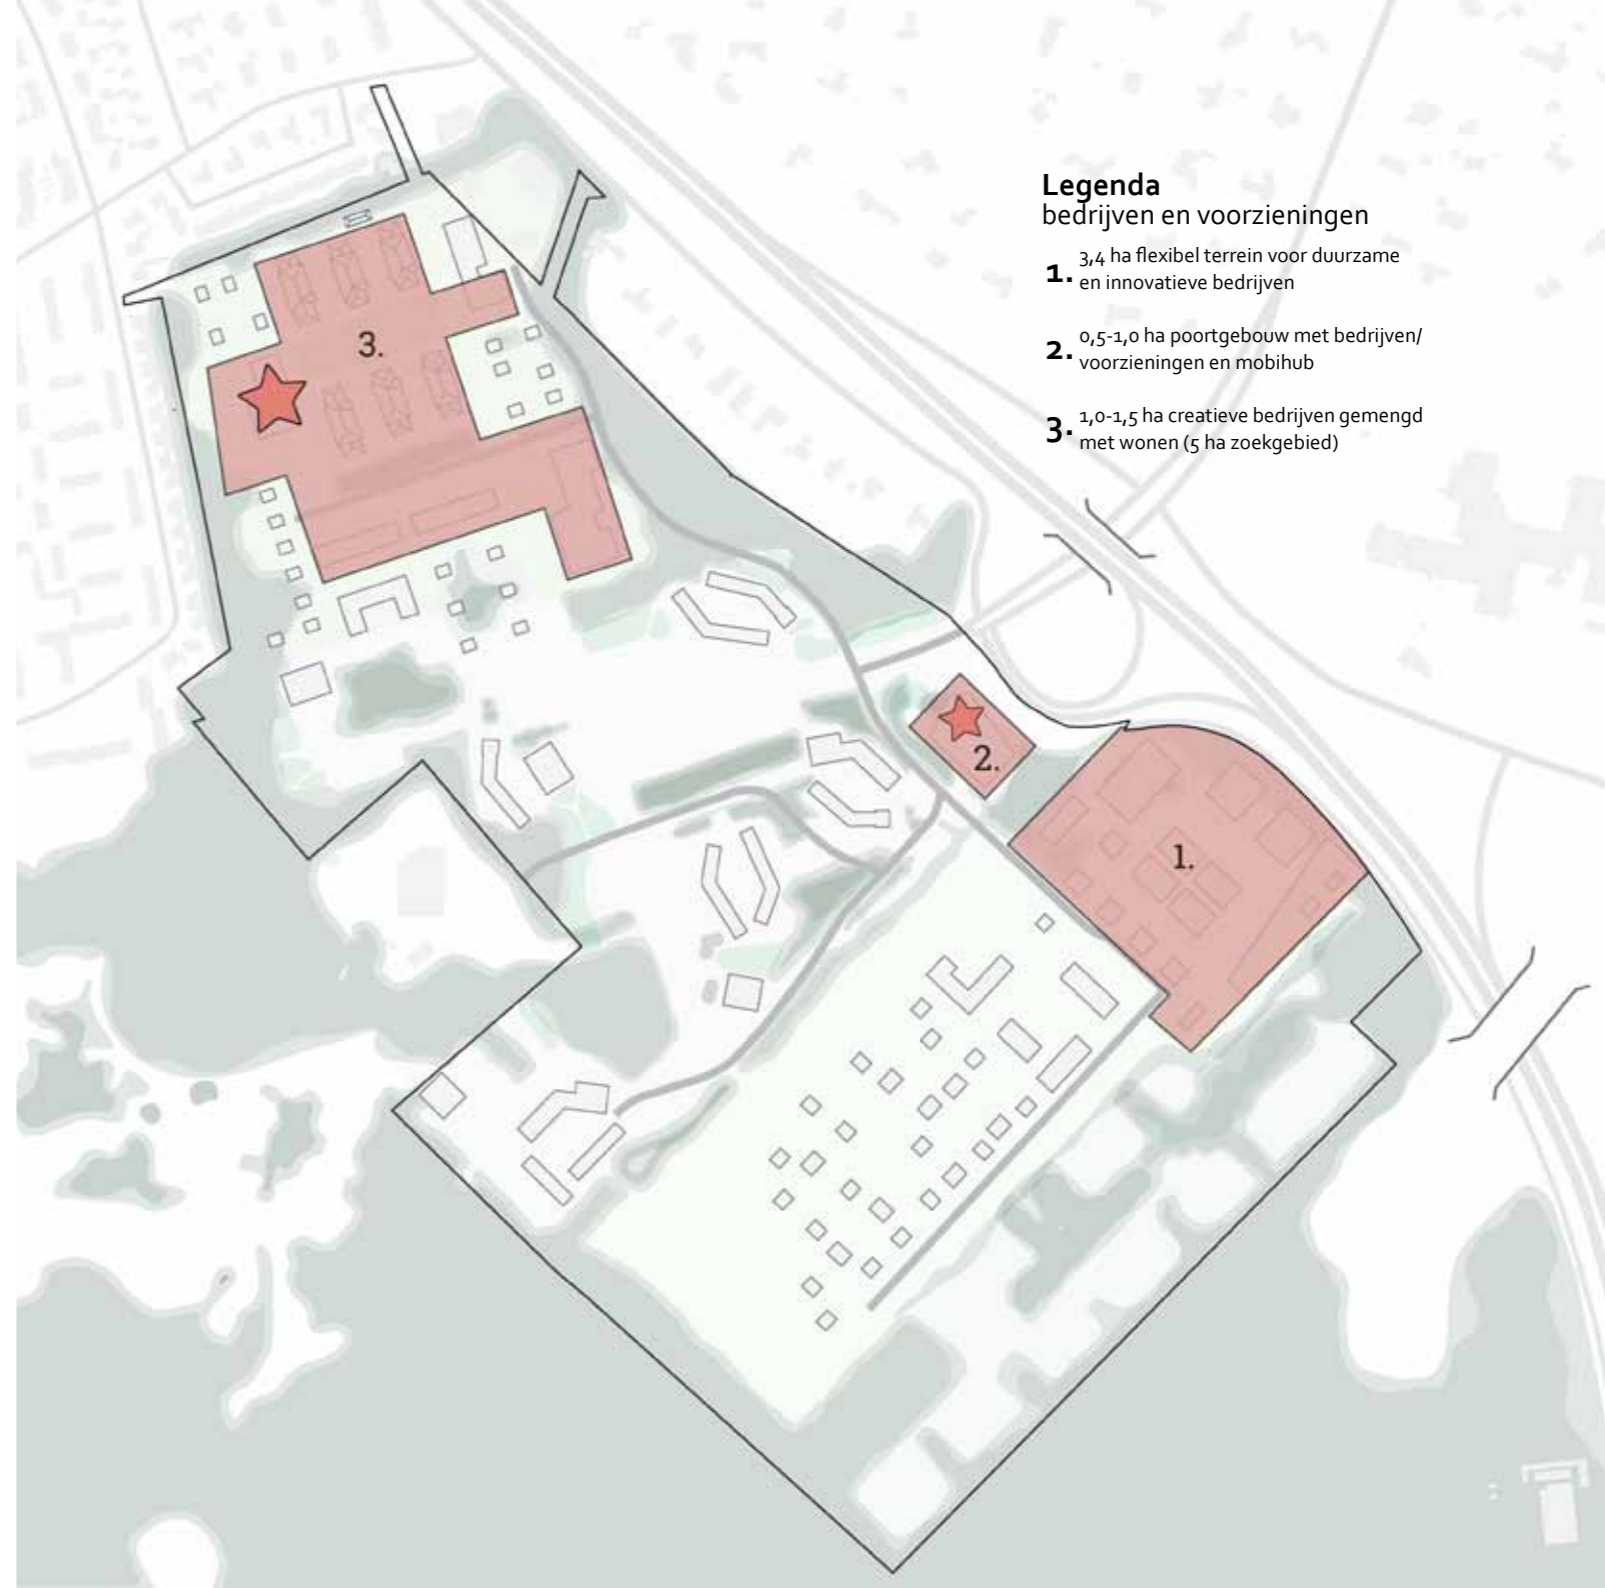 Legenda
bedrijven en voorzieningen
1. 3,4 ha flexibel terrein voor duurzame
en innovatieve bedrijven
2. 0,5-1,0 ha poortgebouw met bedrijven/
voorzieningen en mobihub
3. 1,0-1,5 ha creatieve bedrijven gemengd
met wonen (5 ha zoekgebied)
3.
2.
1.